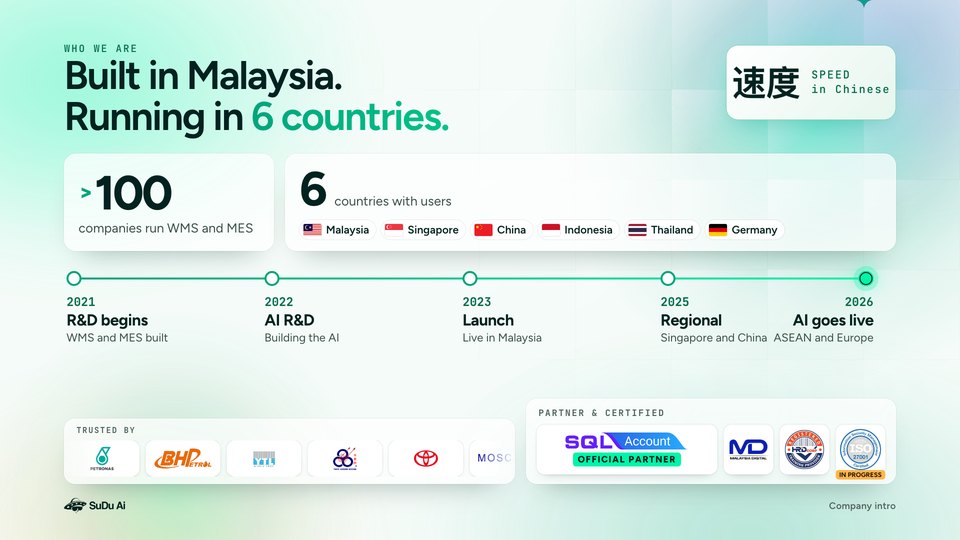 WHO WE ARE
Built in Malaysia.
Running in 6 countries.
速度
SPEED
in Chinese
>100
companies run WMS and MES
6 countries with users
Malaysia
Singapore
China
Indonesia
Thailand
Germany
2021
R&D begins
WMS and MES built
2022
AI R&D
Building the AI
2023
Launch
Live in Malaysia
2025
Regional
Singapore and China
2026
AI goes live
ASEAN and Europe
TRUSTED BY
PETRONAS
BHPetrol
YTL
MOSC
PARTNER & CERTIFIED
SQL Account
OFFICIAL PARTNER
MD
MALAYSIA DIGITAL
REGISTERED
HRD
ISO
27001
IN PROGRESS
SuDu Ai
Company intro